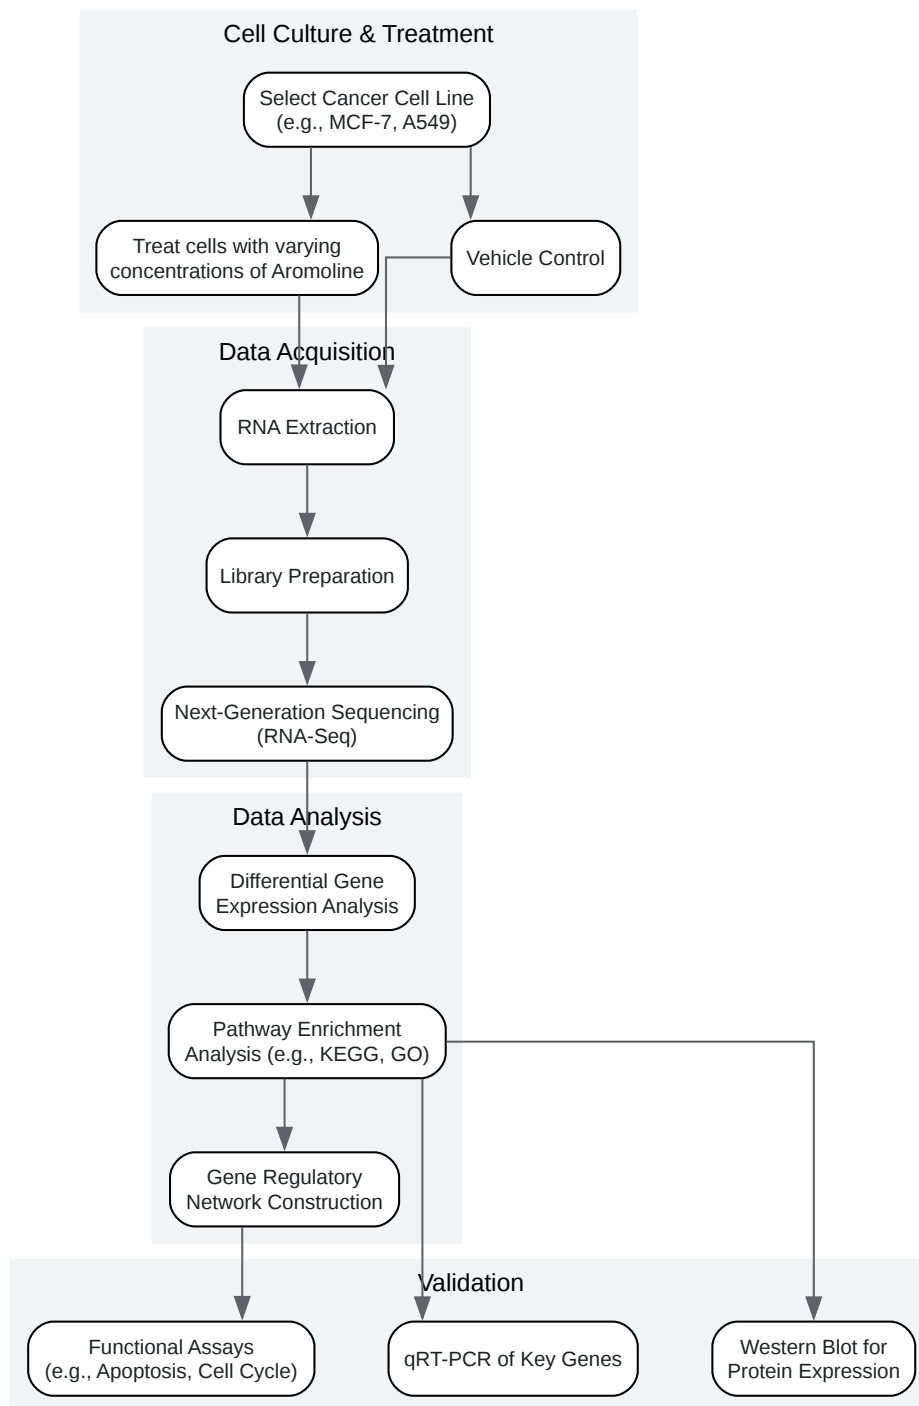 Cell Culture & Treatment
Select Cancer Cell Line
(e.g., MCF-7, A549)
Treat cells with varying
concentrations of Aromoline
Vehicle Control
Data Acquisition
RNA Extraction
Library Preparation
Next-Generation Sequencing
(RNA-Seq)
Data Analysis
Differential Gene
Expression Analysis
Pathway Enrichment
Analysis (e.g., KEGG, GO)
Gene Regulatory
Network Construction
Validation
Functional Assays
(e.g., Apoptosis, Cell Cycle)
qRT-PCR of Key Genes
Western Blot for
Protein Expression